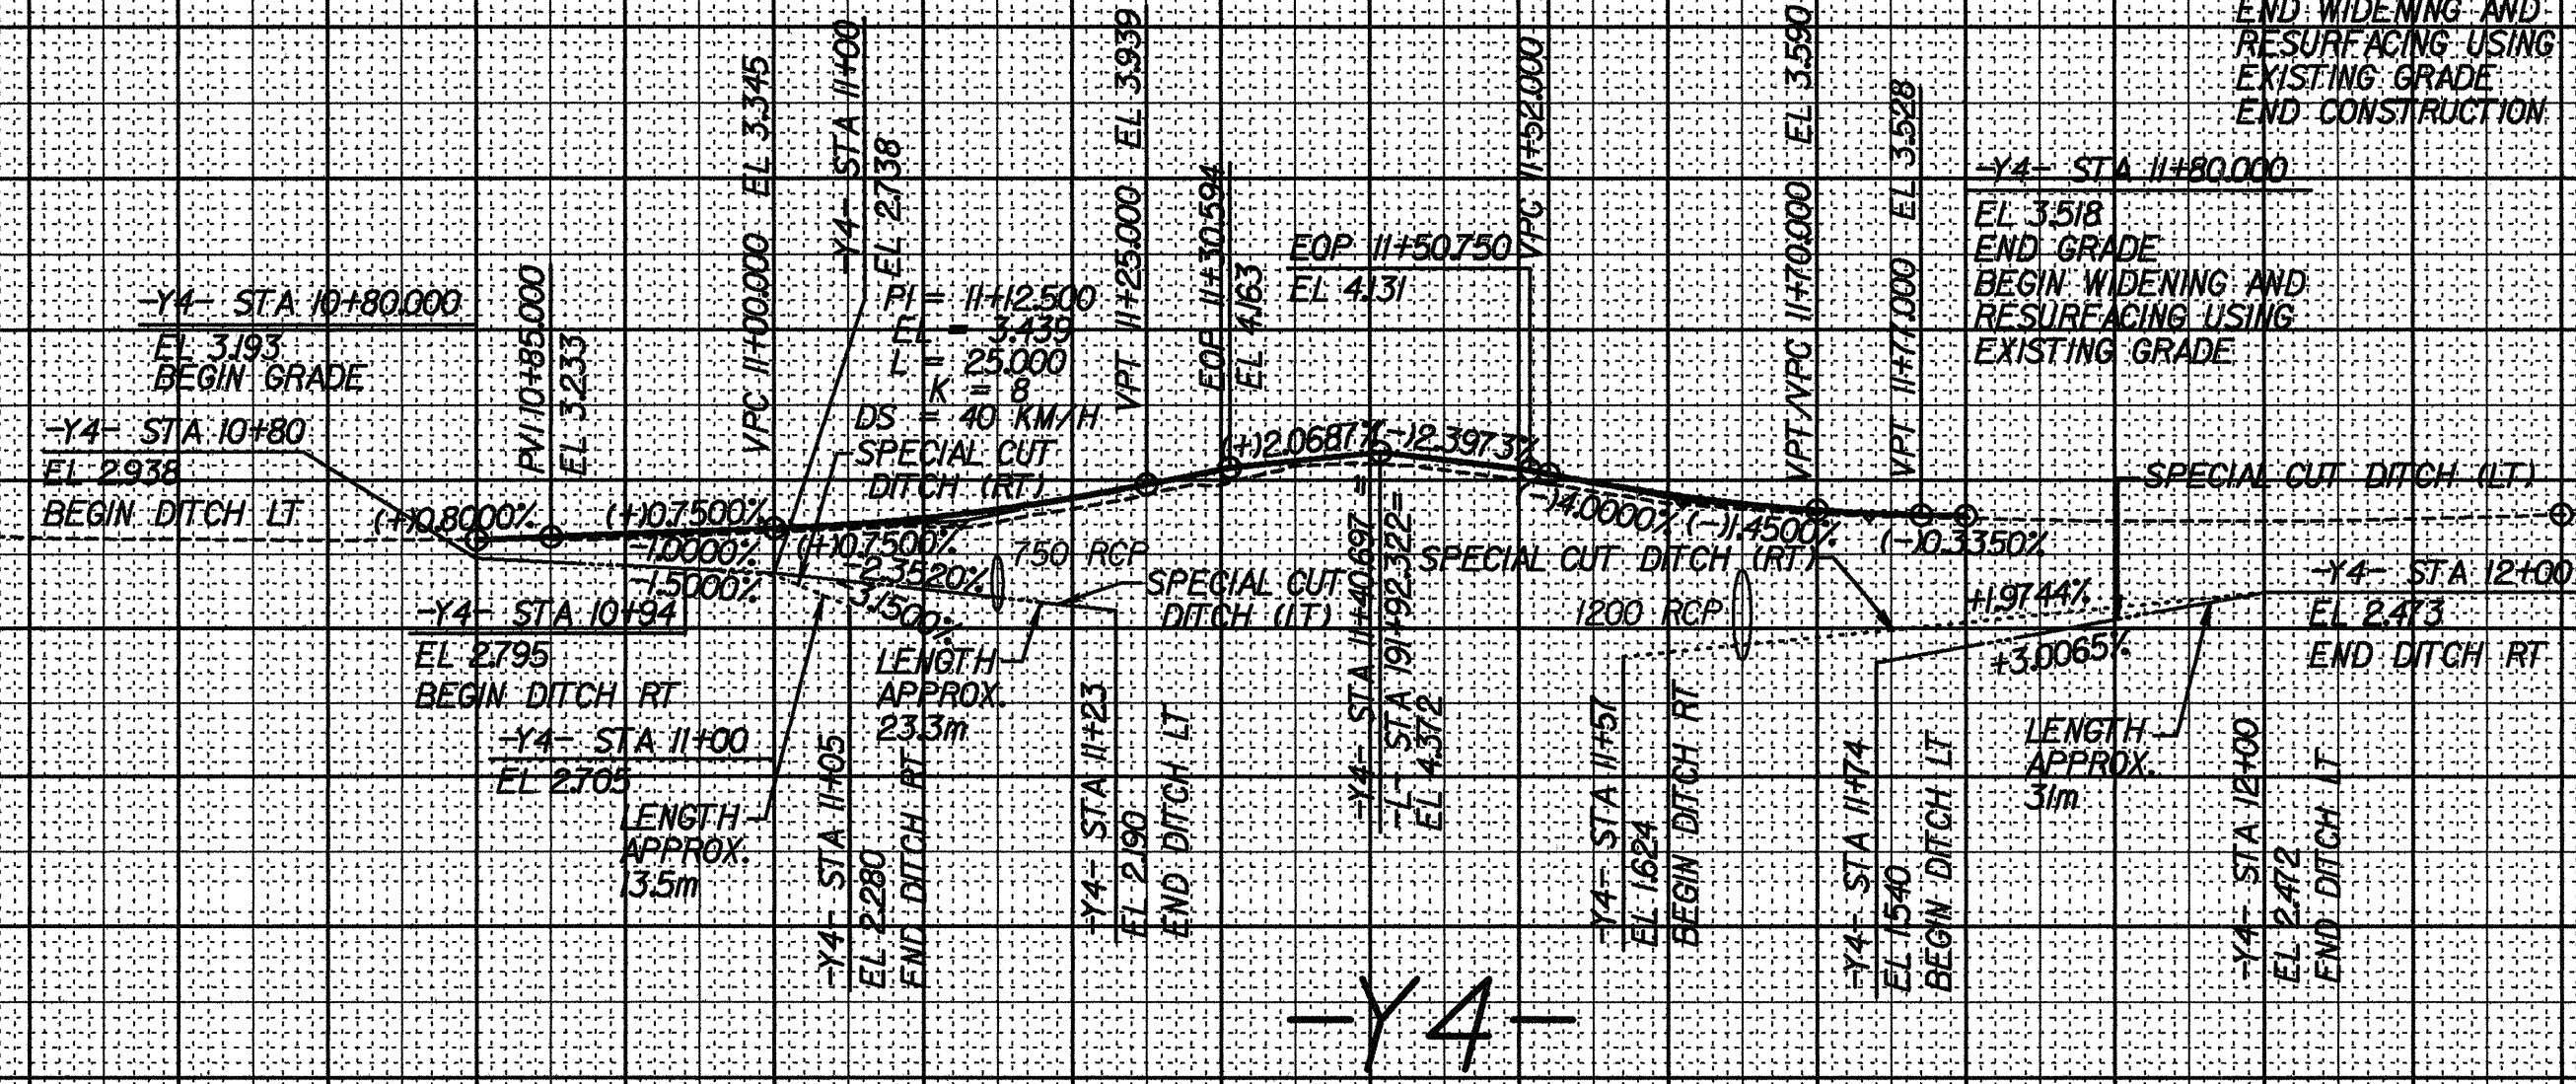 END WIDENING AND
RESURFACING USING
EXISTING GRADE
END CONSTRUCTION
-Y4- STA 11+80.000
EL 3.518
END GRADE
BEGIN WIDENING AND
RESURFACING USING
EXISTING GRADE
-Y4- STA 10+80.000
EL 3.193
BEGIN GRADE
-Y4- STA 10+80
EL 2.938
BEGIN DITCH LT
PVI 10+85.000
EL 3.233
VPC 11+00.000 EL 3.345
-Y4- STA 11+00
EL 2.738
PI = 11+12.500
EL = 3.439
L = 25.000
K = 8
DS = 40 KM/H
SPECIAL CUT
DITCH (RT)
VPT 11+25.000 EL 3.939
EOP 11+30.594
EL 4.163
EOP 11+50.750
EL 4.131
VPC 11+52.000
VPT/VPC 11+70.000 EL 3.590
VPT 11+77.000 EL 3.528
(+)0.8000%
(+)0.7500%
(+)0.7500%
(+)2.0687%
(-)2.3973%
(-)4.0000%
(-)1.4500%
(-)0.3350%
-1.0000%
-1.5000%
-2.3520%
-3.1500%
750 RCP
SPECIAL CUT
DITCH (LT)
SPECIAL CUT DITCH (RT)
SPECIAL CUT DITCH (LT)
1200 RCP
+1.9744%
+3.0065%
-Y4- STA 12+00
EL 2.473
END DITCH RT
-Y4- STA 10+94
EL 2.795
BEGIN DITCH RT
-Y4- STA 11+00
EL 2.705
LENGTH
APPROX.
13.5m
LENGTH
APPROX.
23.3m
-Y4- STA 11+05
EL 2.280
END DITCH RT
-Y4- STA 11+23
EL 2.190
END DITCH LT
-Y4- STA 11+40.697 =
-L- STA 191+92.322=
EL 4.372
-Y4- STA 11+57
EL 1.624
BEGIN DITCH RT
-Y4- STA 11+74
EL 1.540
BEGIN DITCH LT
LENGTH
APPROX.
31m
-Y4- STA 12+00
EL 2.472
END DITCH LT
-Y4-